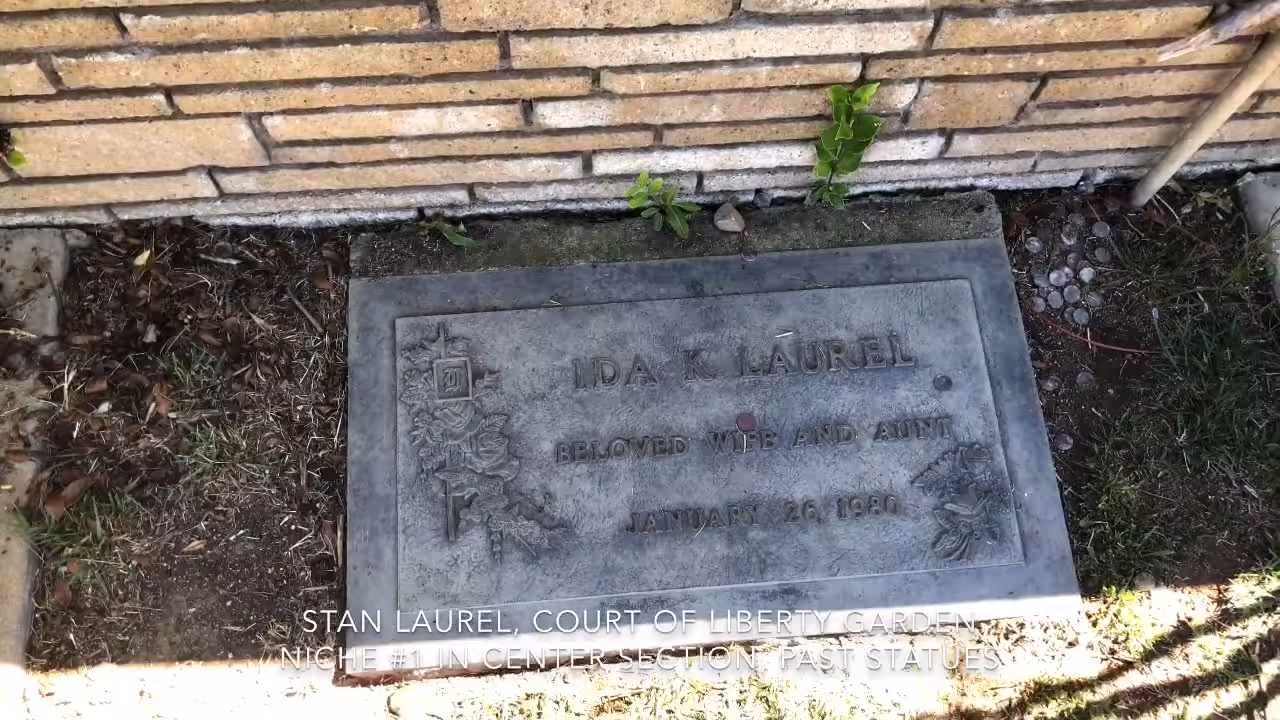 IDA K LAUREL
BELOVED WIFE AND AUNT
JANUARY 26, 1980
STAN LAUREL, COURT OF LIBERTY GARDEN
NICHE #1 IN CENTER SECTION, PAST STATUES